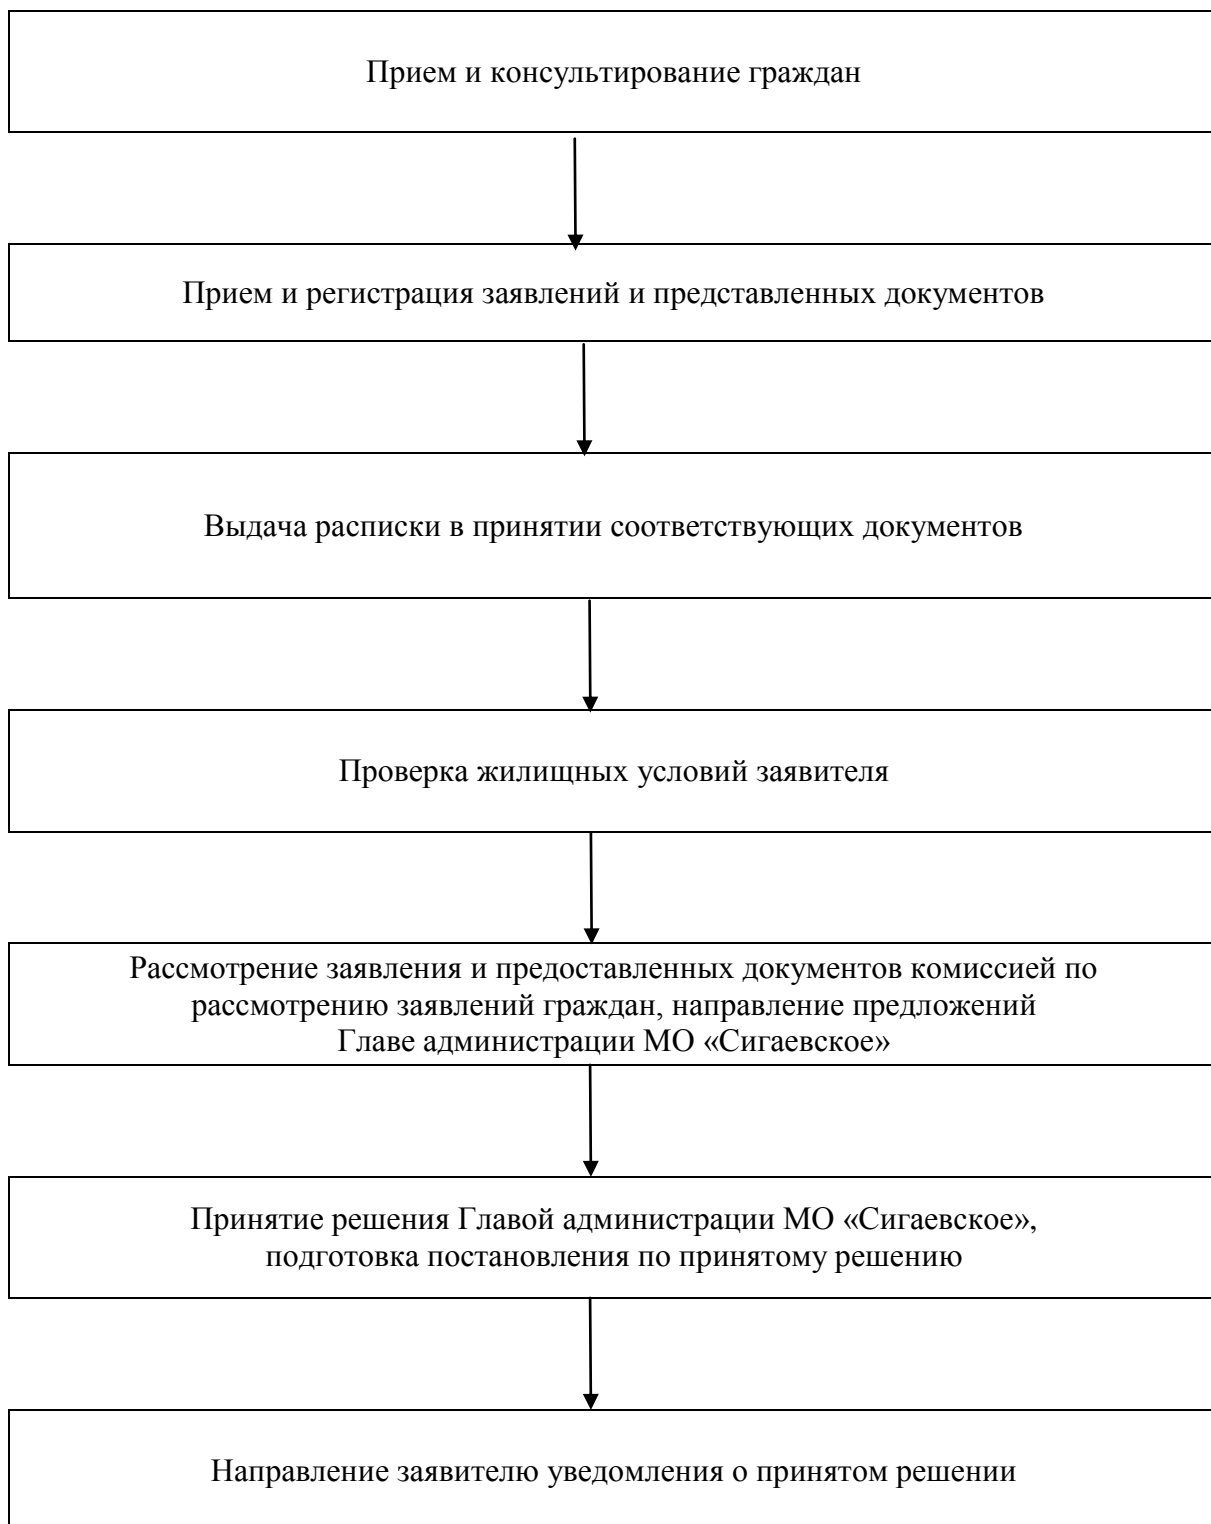 Прием и консультирование граждан
Прием и регистрация заявлений и представленных документов
Выдача расписки в принятии соответствующих документов
Проверка жилищных условий заявителя
Рассмотрение заявления и предоставленных документов комиссией по
рассмотрению заявлений граждан, направление предложений
Главе администрации МО «Сигаевское»
Принятие решения Главой администрации МО «Сигаевское»,
подготовка постановления по принятому решению
Направление заявителю уведомления о принятом решении